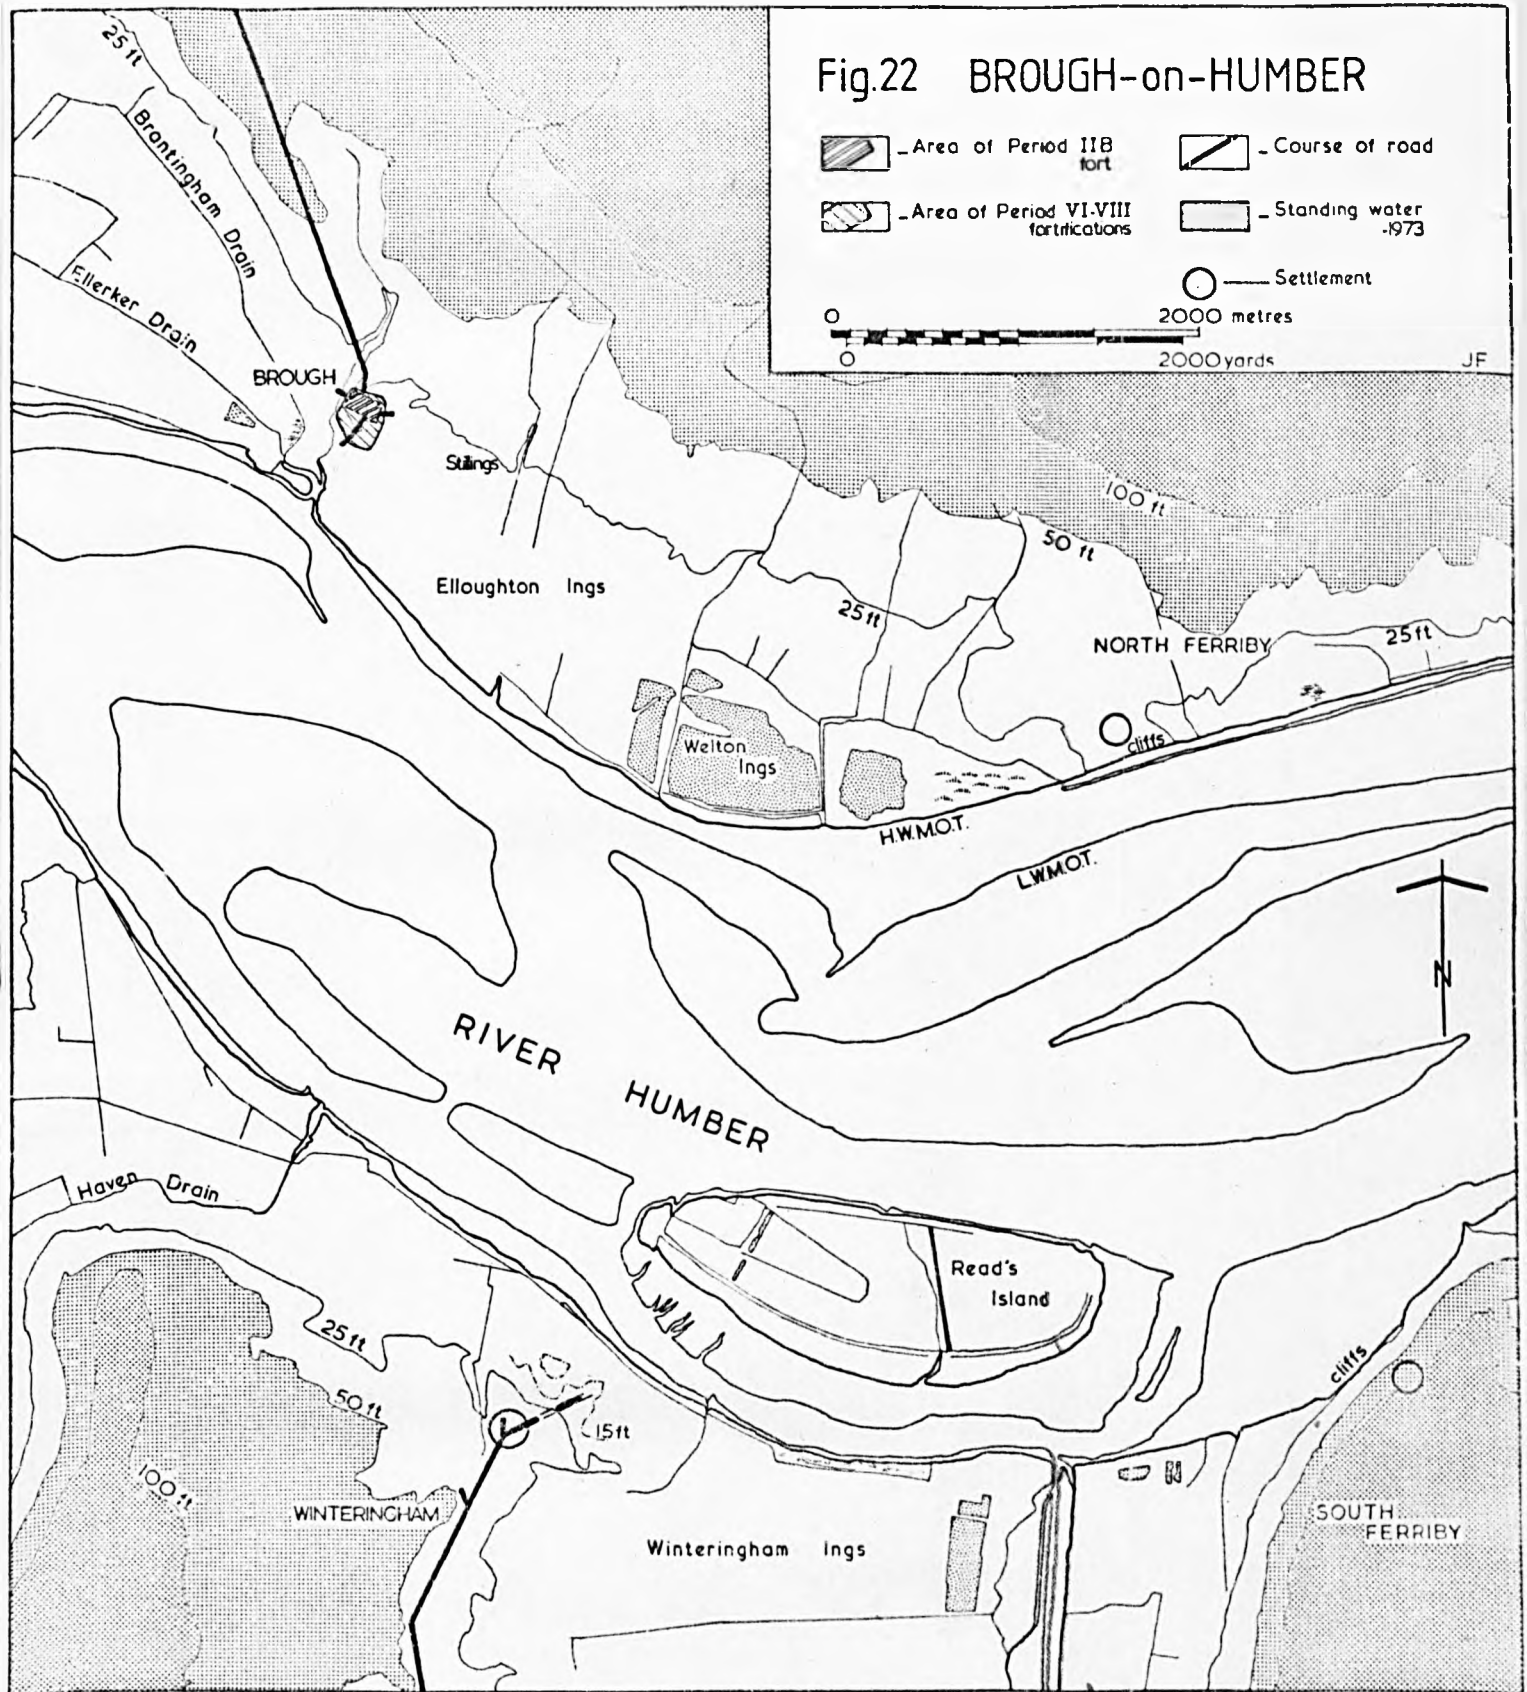 Fig.22 BROUGH-on-HUMBER
Area of Period IIB
fort
Course of road
Area of Period VI-VIII
fortifications
Standing water
-1973
Settlement
0 2000 metres
0 2000 yards
JF
25 ft
Brantingham Drain
Ellerker Drain
BROUGH
Stillings
100 ft
50 ft
Elloughton Ings
25 ft
NORTH FERRIBY
25 ft
cliffs
Welton
Ings
H.W.M.O.T.
L.W.M.O.T.
N
RIVER HUMBER
Haven Drain
Read's
Island
25 ft
50 ft
15 ft
cliffs
100 ft
WINTERINGHAM
Winteringham Ings
SOUTH
FERRIBY